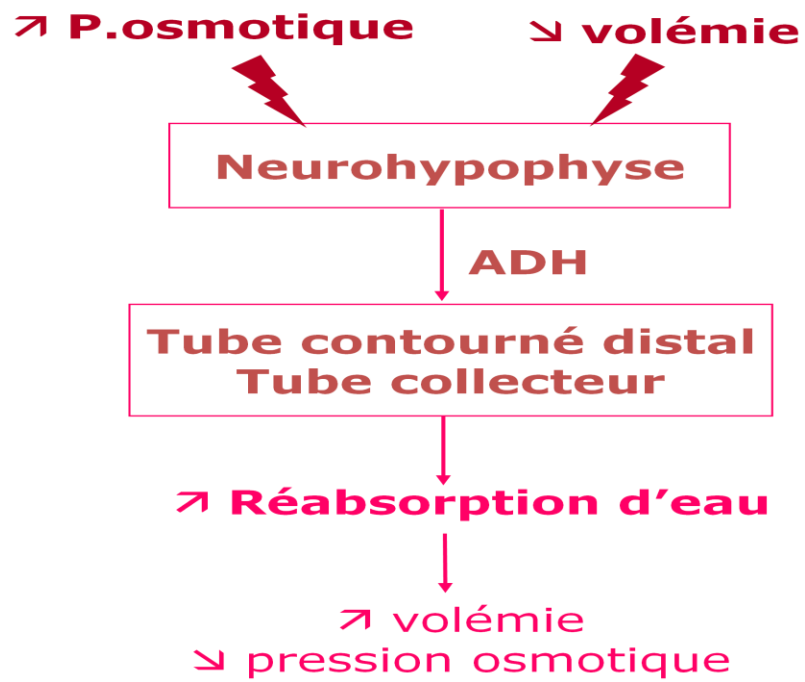 ↗ P.osmotique
↘ volémie
Neurohypophyse
ADH
Tube contourné distal
Tube collecteur
↗ Réabsorption d’eau
↗ volémie
↘ pression osmotique